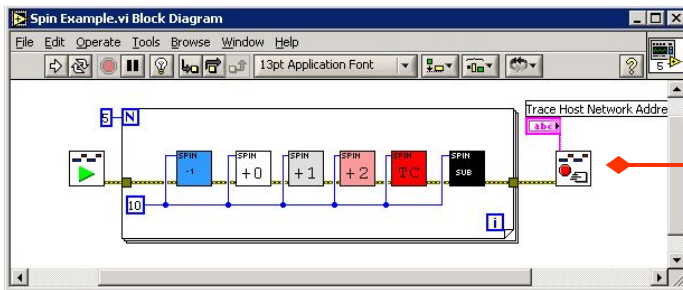 Spin Example.vi Block Diagram
File Edit Operate Tools Browse Window Help
13pt Application Font
5
Trace Host Network Addre
5 N
abc
SPIN SPIN SPIN SPIN SPIN SPIN
-1 +0 +1 +2 TC SUB
10
i